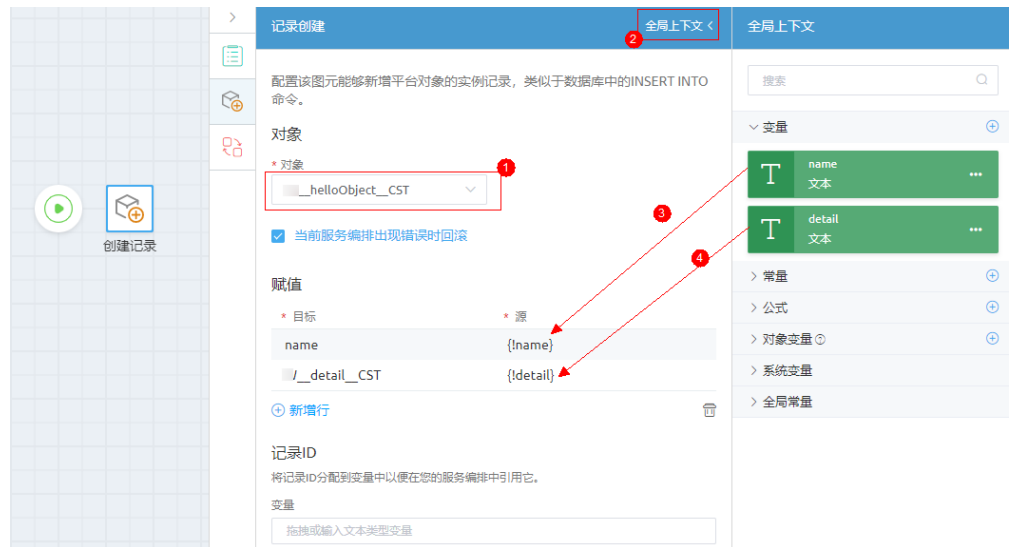 记录创建
全局上下文 <
2
配置该图元能够新增平台对象的实例记录，类似于数据库中的INSERT INTO
命令。
对象
* 对象
1
__helloObject__CST
当前服务编排出现错误时回滚
赋值
* 目标
* 源
name
{!name}
/__detail__CST
{!detail}
新增行
记录ID
将记录ID分配到变量中以便在您的服务编排中引用它。
变量
拖拽或输入文本类型变量
创建记录
3
4
全局上下文
搜索
变量
T
name
文本
T
detail
文本
常量
公式
对象变量
系统变量
全局常量